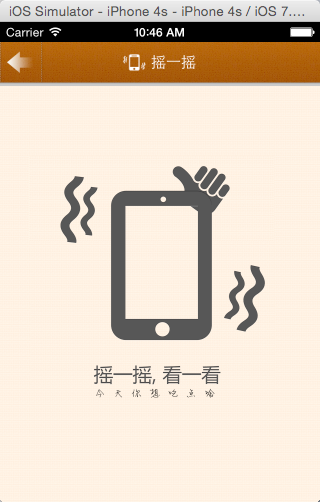 iOS Simulator - iPhone 4s - iPhone 4s / iOS 7....
Carrier 10:46 AM
摇一摇
摇一摇, 看一看
今天你想吃点啥